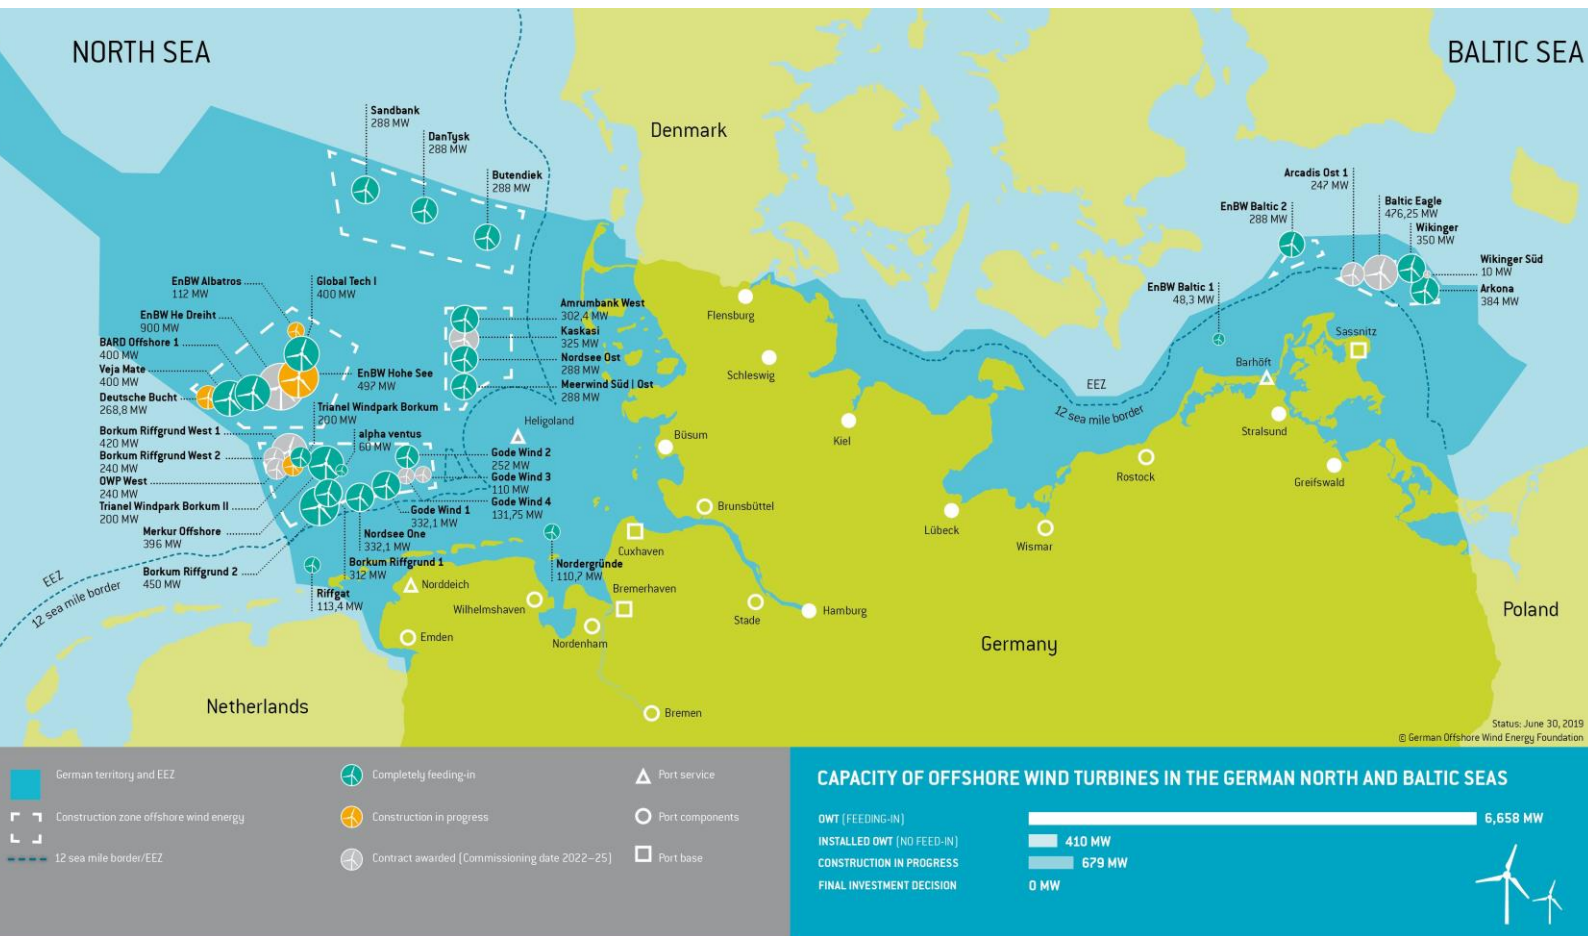 NORTH SEA
BALTIC SEA
Denmark
Sandbank
288 MW
DanTysk
288 MW
Butendiek
288 MW
Arcadis Ost 1
247 MW
Baltic Eagle
476,25 MW
EnBW Baltic 2
288 MW
Wikinger
350 MW
Wikinger Süd
10 MW
EnBW Baltic 1
48,3 MW
Arkona
384 MW
EnBW Albatros
112 MW
Global Tech I
400 MW
EnBW He Dreiht
900 MW
BARD Offshore 1
400 MW
Veja Mate
400 MW
Deutsche Bucht
268,8 MW
EnBW Hohe See
497 MW
Amrumbank West
302,4 MW
Kaskasi
325 MW
Nordsee Ost
288 MW
Meerwind Süd | Ost
288 MW
Trianel Windpark Borkum
200 MW
Borkum Riffgrund West 1
420 MW
alpha ventus
60 MW
Borkum Riffgrund West 2
240 MW
OWP West
240 MW
Trianel Windpark Borkum II
200 MW
Merkur Offshore
396 MW
Borkum Riffgrund 2
450 MW
Gode Wind 2
252 MW
Gode Wind 3
110 MW
Gode Wind 4
131,75 MW
Gode Wind 1
332,1 MW
Nordsee One
332,1 MW
Borkum Riffgrund 1
312 MW
Riffgat
113,4 MW
Nordergründe
110,7 MW
Heligoland
Flensburg
Schleswig
Kiel
Büsum
Brunsbüttel
Cuxhaven
Bremerhaven
Norddeich
Wilhelmshaven
Emden
Nordenham
Stade
Hamburg
Bremen
Lübeck
Wismar
Rostock
Barhöft
Sassnitz
Stralsund
Greifswald
EEZ
12 sea mile border
EEZ
12 sea mile border
Netherlands
Germany
Poland
Status: June 30, 2019
© German Offshore Wind Energy Foundation
German territory and EEZ
Construction zone offshore wind energy
12 sea mile border/EEZ
Completely feeding-in
Construction in progress
Contract awarded (Commissioning date 2022–25)
Port service
Port components
Port base
CAPACITY OF OFFSHORE WIND TURBINES IN THE GERMAN NORTH AND BALTIC SEAS
OWT (FEEDING-IN) 6,658 MW
INSTALLED OWT (NO FEED-IN) 410 MW
CONSTRUCTION IN PROGRESS 679 MW
FINAL INVESTMENT DECISION 0 MW